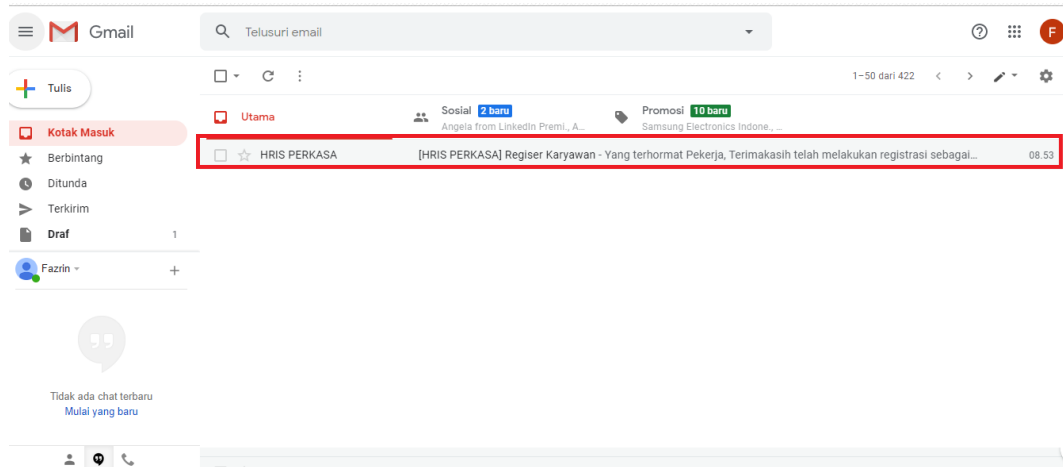 Gmail
Telusuri email
F
Tulis
1–50 dari 422
Utama
Sosial 2 baru
Angela from LinkedIn Premi., A...
Promosi 10 baru
Samsung Electronics Indone., ...
Kotak Masuk
HRIS PERKASA [HRIS PERKASA] Regiser Karyawan - Yang terhormat Pekerja, Terimakasih telah melakukan registrasi sebagai... 08.53
Berbintang
Ditunda
Terkirim
Draf 1
Fazrin
Tidak ada chat terbaru
Mulai yang baru